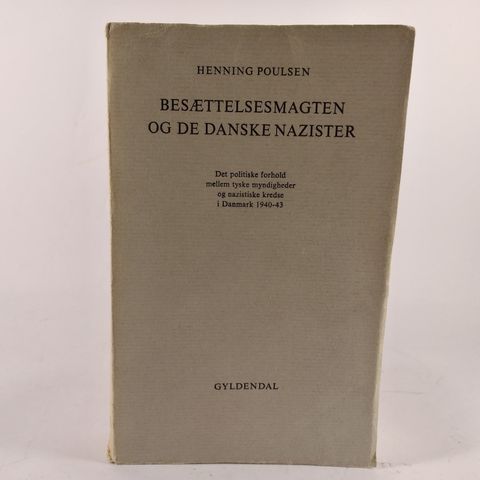 HENNING POULSEN
BESÆTTELSESMAGTEN
OG DE DANSKE NAZISTER
Det politiske forhold
mellem tyske myndigheder
og nazistiske kredse
i Danmark 1940-43
GYLDENDAL